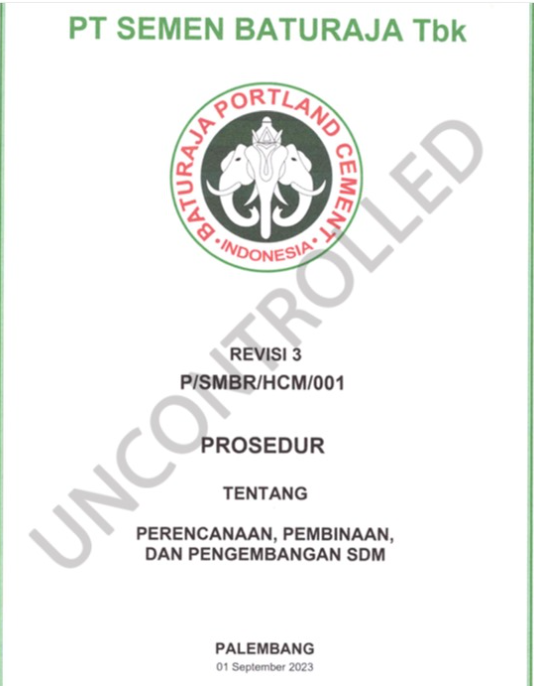 PT SEMEN BATURAJA Tbk
BATURAJA PORTLAND CEMENT
• INDONESIA •
UNCONTROLLED
REVISI 3
P/SMBR/HCM/001
PROSEDUR
TENTANG
PERENCANAAN, PEMBINAAN,
DAN PENGEMBANGAN SDM
PALEMBANG
01 September 2023